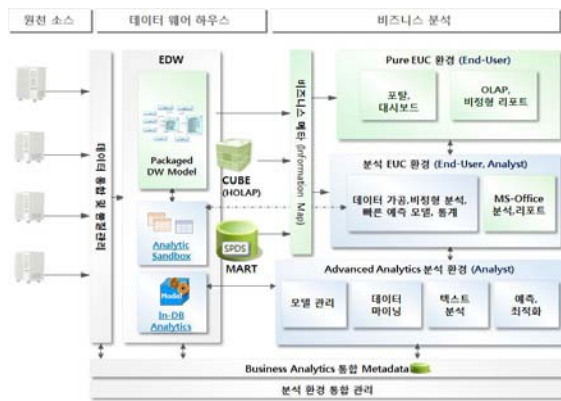 원천 소스
데이터 웨어 하우스
비즈니스 분석
데이터 통합 및 품질관리
EDW
Packaged
DW Model
Analytic
Sandbox
Model
In-DB
Analytics
CUBE
(HOLAP)
SPDS
MART
비즈니스 메타 (Information Map)
Pure EUC 환경 (End-User)
포탈,
대시보드
OLAP,
비정형 리포트
분석 EUC 환경 (End-User, Analyst)
데이터 가공,비정형 분석,
빠른 예측 모델, 통계
MS-Office
분석,리포트
Advanced Analytics 분석 환경 (Analyst)
모델 관리
데이터
마이닝
텍스트
분석
예측,
최적화
Business Analytics 통합 Metadata
분석 환경 통합 관리